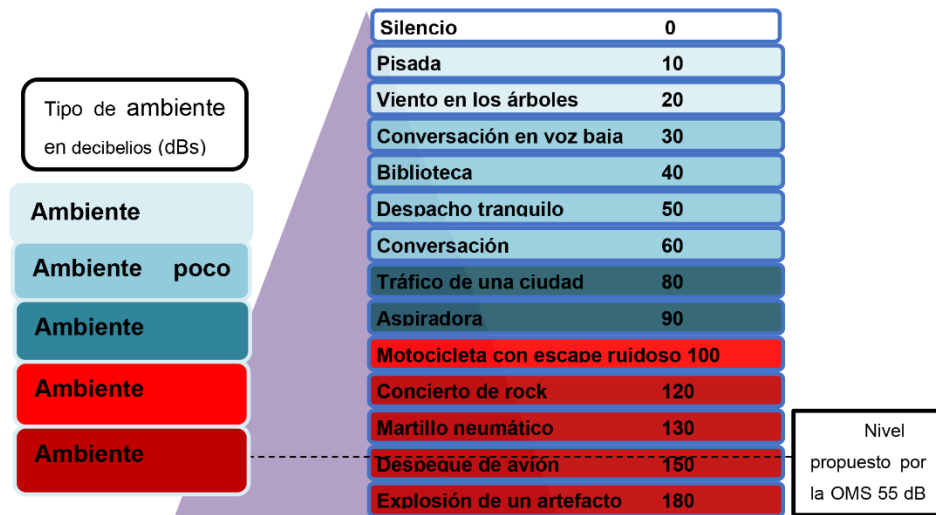 Tipo de ambiente
en decibelios (dBs)
Ambiente
Ambiente poco
Ambiente
Ambiente
Ambiente
Silencio 0
Pisada 10
Viento en los árboles 20
Conversación en voz baia 30
Biblioteca 40
Despacho tranquilo 50
Conversación 60
Tráfico de una ciudad 80
Aspiradora 90
Motocicleta con escape ruidoso 100
Concierto de rock 120
Martillo neumático 130
Despegue de avión 150
Explosión de un artefacto 180
Nivel
propuesto por
la OMS 55 dB